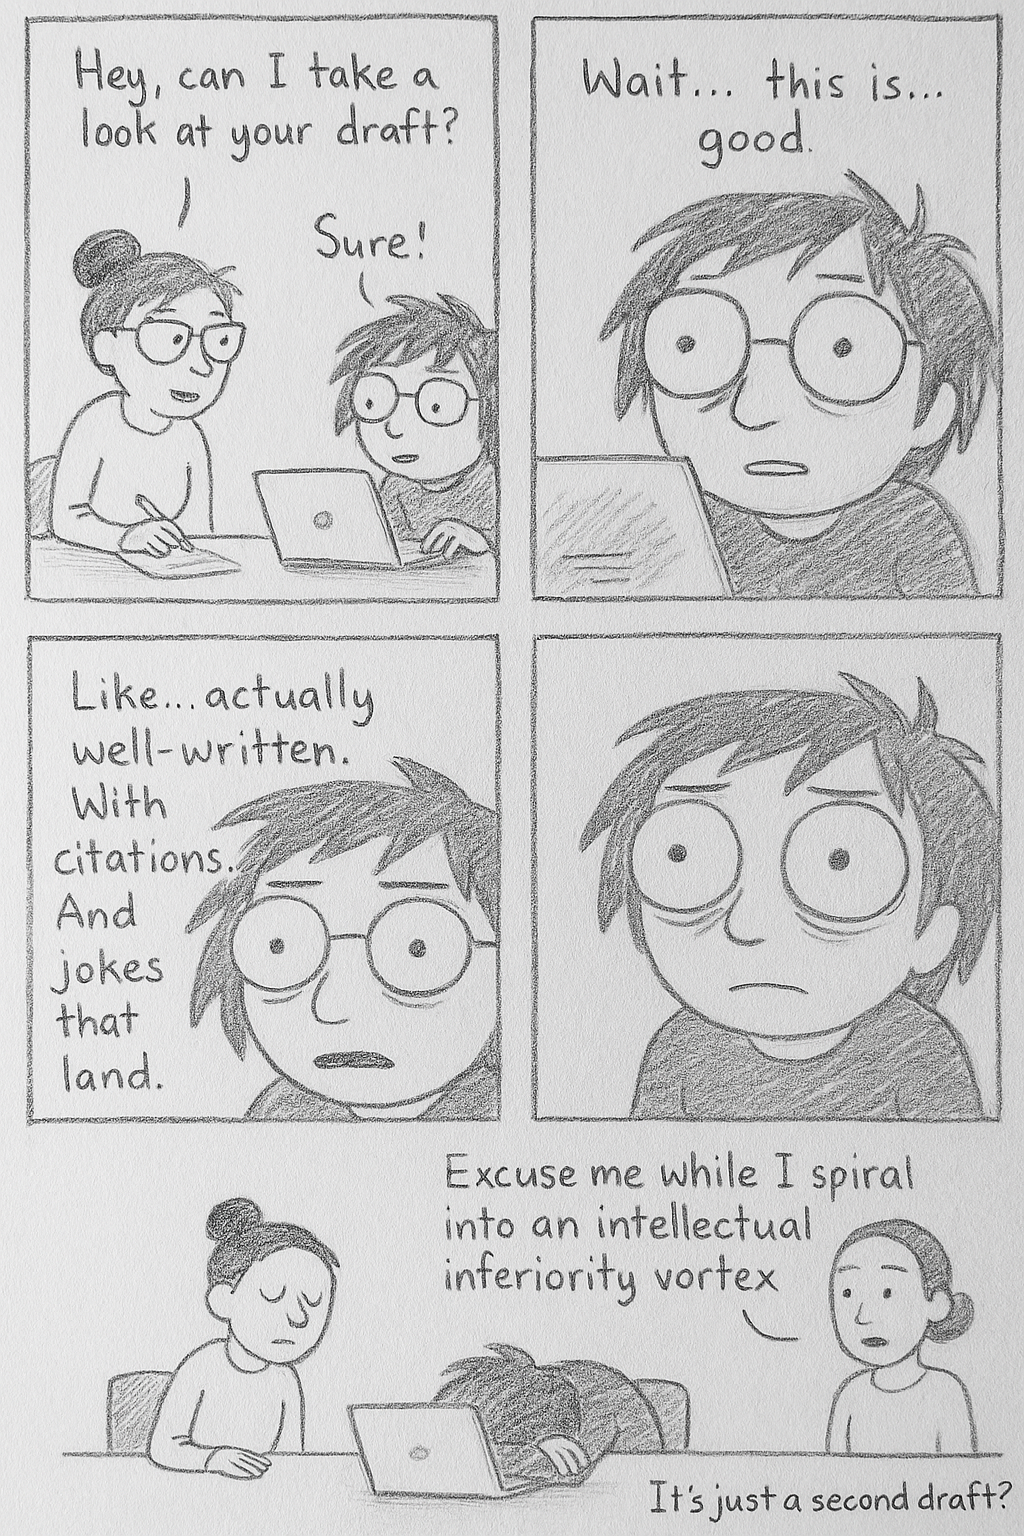 Hey, can I take a
look at your draft?
Sure!
Wait... this is...
good.
Like... actually
well-written.
With
citations.
And
jokes
that
land.
Excuse me while I spiral
into an intellectual
inferiority vortex
It's just a second draft?